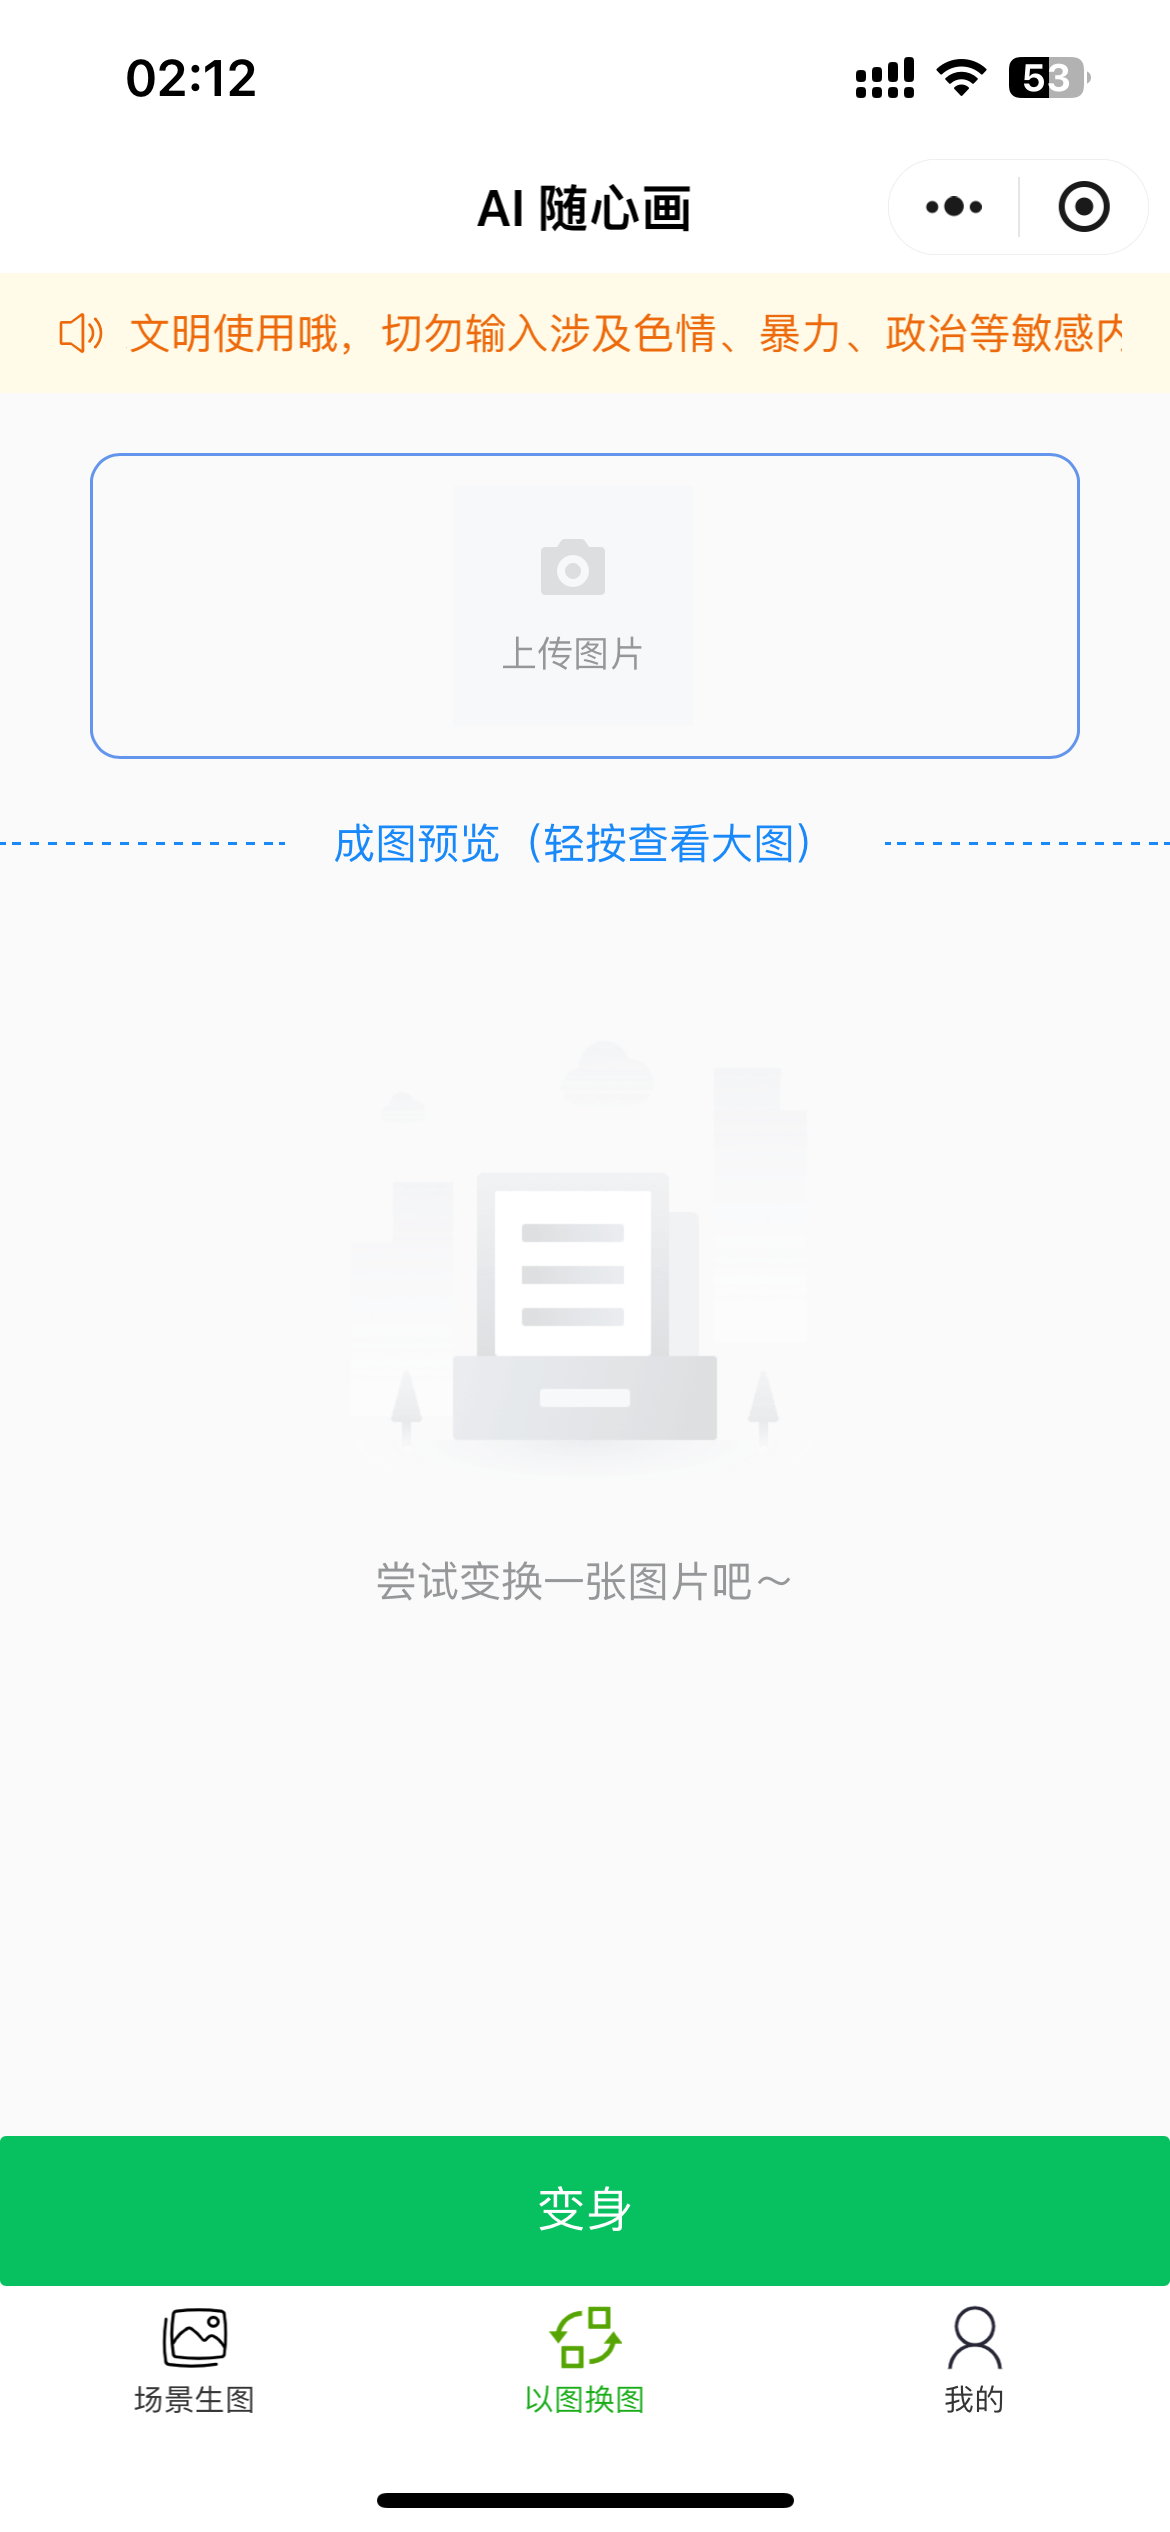 02:12
53
AI 随心画
文明使用哦，切勿输入涉及色情、暴力、政治等敏感
上传图片
成图预览（轻按查看大图）
尝试变换一张图片吧～
变身
场景生图
以图换图
我的